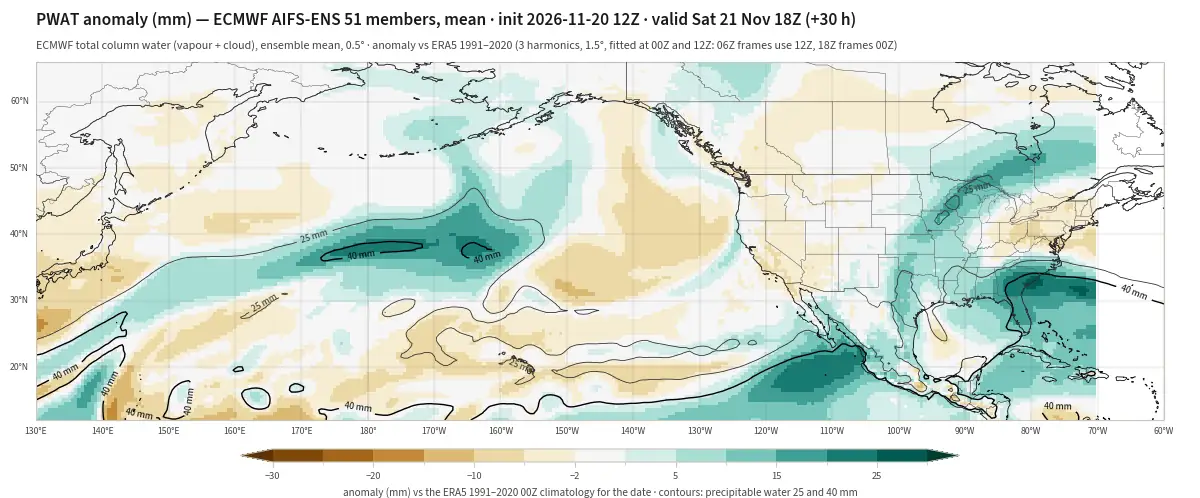 PWAT anomaly (mm) — ECMWF AIFS-ENS 51 members, mean · init 2026-11-20 12Z · valid Sat 21 Nov 18Z (+30 h)
ECMWF total column water (vapour + cloud), ensemble mean, 0.5° · anomaly vs ERA5 1991–2020 (3 harmonics, 1.5°, fitted at 00Z and 12Z: 06Z frames use 12Z, 18Z frames 00Z)
60°N
50°N
25 mm
40°N
25 mm
40 mm
40 mm
30°N
40 mm
25 mm
20°N
25 mm
40 mm
40 mm
40 mm
40 mm
40 mm
40 mm
130°E 140°E 150°E 160°E 170°E 180° 170°W 160°W 150°W 140°W 130°W 120°W 110°W 100°W 90°W 80°W 70°W 60°W
−30 −20 −10 −2 5 15 25
anomaly (mm) vs the ERA5 1991–2020 00Z climatology for the date · contours: precipitable water 25 and 40 mm